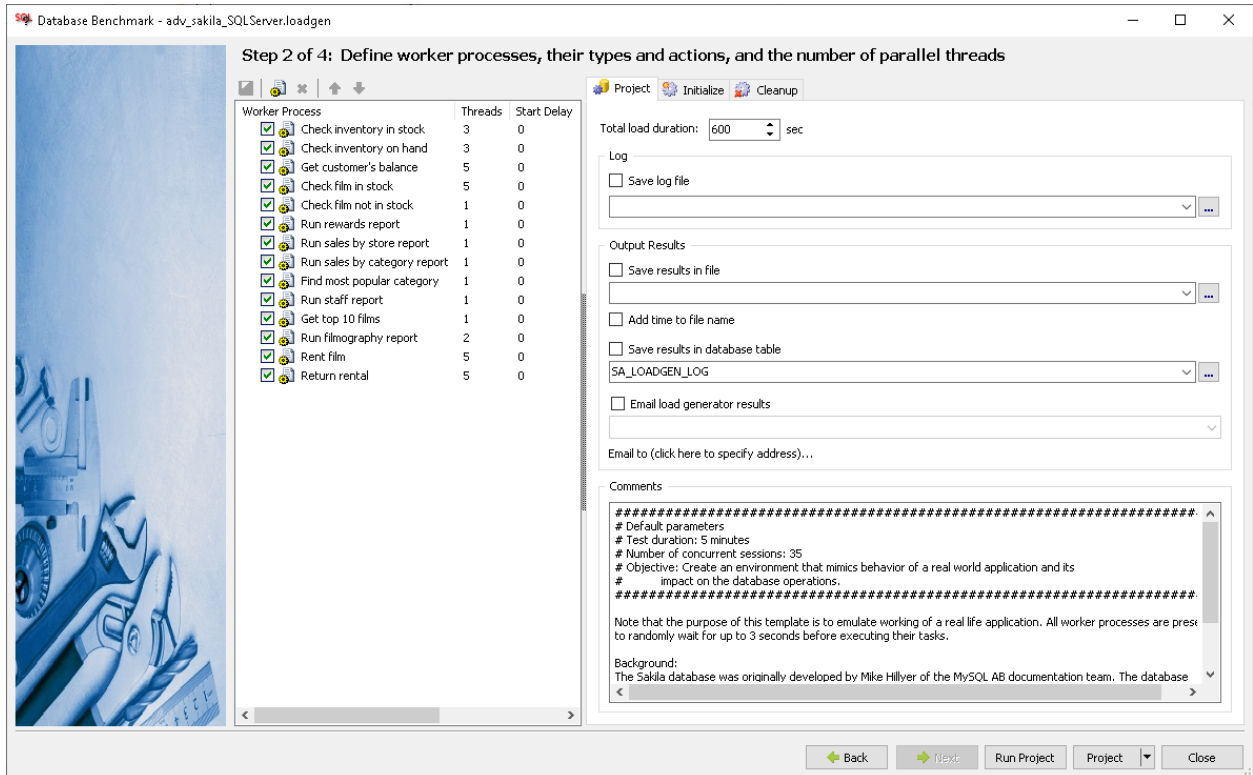 Database Benchmark - adv_sakila_SQLServer.loadgen
Step 2 of 4: Define worker processes, their types and actions, and the number of parallel threads
Worker Process Threads Start Delay
Check inventory in stock 3 0
Check inventory on hand 3 0
Get customer's balance 5 0
Check film in stock 5 0
Check film not in stock 1 0
Run rewards report 1 0
Run sales by store report 1 0
Run sales by category report 1 0
Find most popular category 1 0
Run staff report 1 0
Get top 10 films 1 0
Run filmography report 2 0
Rent film 5 0
Return rental 5 0
Project Initialize Cleanup
Total load duration: 600 sec
Log
Save log file
...
Output Results
Save results in file
...
Add time to file name
Save results in database table
SA_LOADGEN_LOG ...
Email load generator results
Email to (click here to specify address)...
Comments
# Default parameters
# Test duration: 5 minutes
# Number of concurrent sessions: 35
# Objective: Create an environment that mimics behavior of a real world application and its
# impact on the database operations.
Note that the purpose of this template is to emulate working of a real life application. All worker processes are prese
to randomly wait for up to 3 seconds before executing their tasks.
Background:
The Sakila database was originally developed by Mike Hillyer of the MySQL AB documentation team. The database
Back Next Run Project Project Close